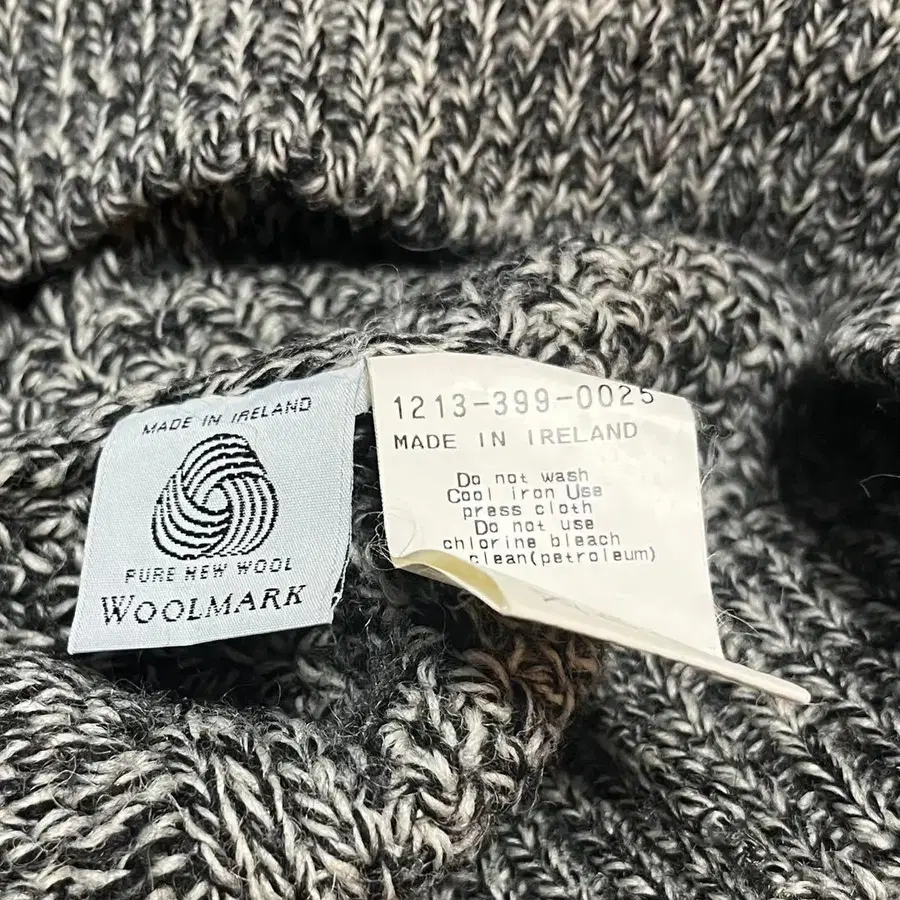 MADE IN IRELAND
PURE NEW WOOL
WOOLMARK
1213-399-0025
MADE IN IRELAND
Do not wash
Cool iron Use
press cloth
Do not use
chlorine bleach
clean(petroleum)